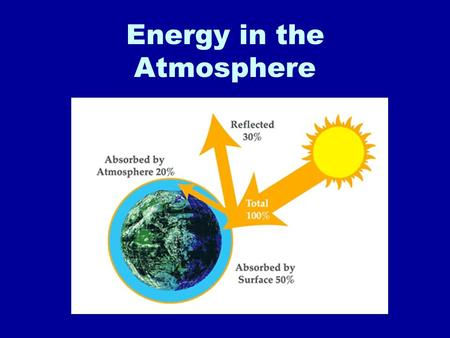 Energy in the
Atmosphere
Reflected
30%
Absorbed by
Atmosphere 20%
Total
100%
Absorbed by
Surface 50%